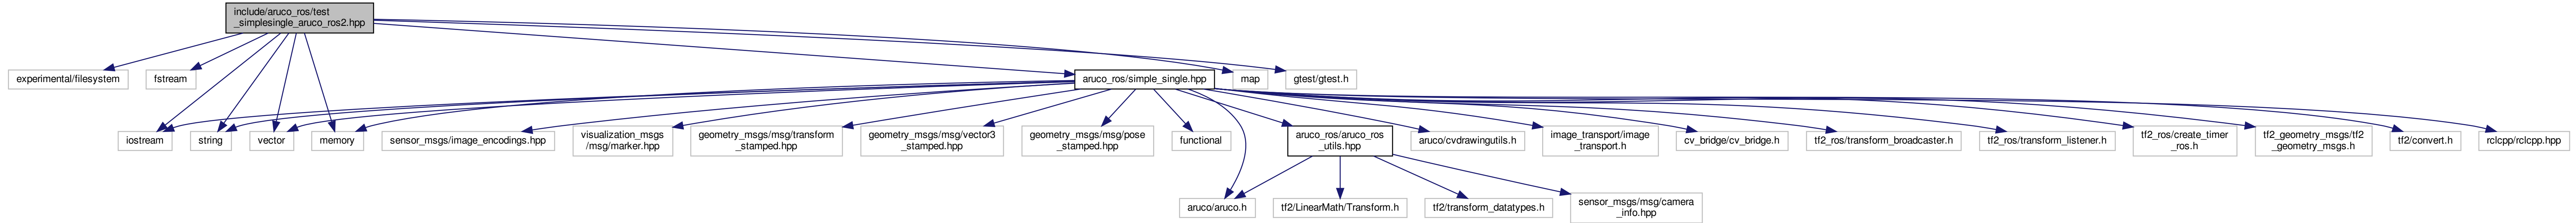 include/aruco_ros/test
_simplesingle_aruco_ros2.hpp
experimental/filesystem
fstream
aruco_ros/simple_single.hpp
map
gtest/gtest.h
iostream
string
vector
memory
sensor_msgs/image_encodings.hpp
visualization_msgs
/msg/marker.hpp
geometry_msgs/msg/transform
_stamped.hpp
geometry_msgs/msg/vector3
_stamped.hpp
geometry_msgs/msg/pose
_stamped.hpp
functional
aruco_ros/aruco_ros
_utils.hpp
aruco/cvdrawingutils.h
image_transport/image
_transport.h
cv_bridge/cv_bridge.h
tf2_ros/transform_broadcaster.h
tf2_ros/transform_listener.h
tf2_ros/create_timer
_ros.h
tf2_geometry_msgs/tf2
_geometry_msgs.h
tf2/convert.h
rclcpp/rclcpp.hpp
aruco/aruco.h
tf2/LinearMath/Transform.h
tf2/transform_datatypes.h
sensor_msgs/msg/camera
_info.hpp